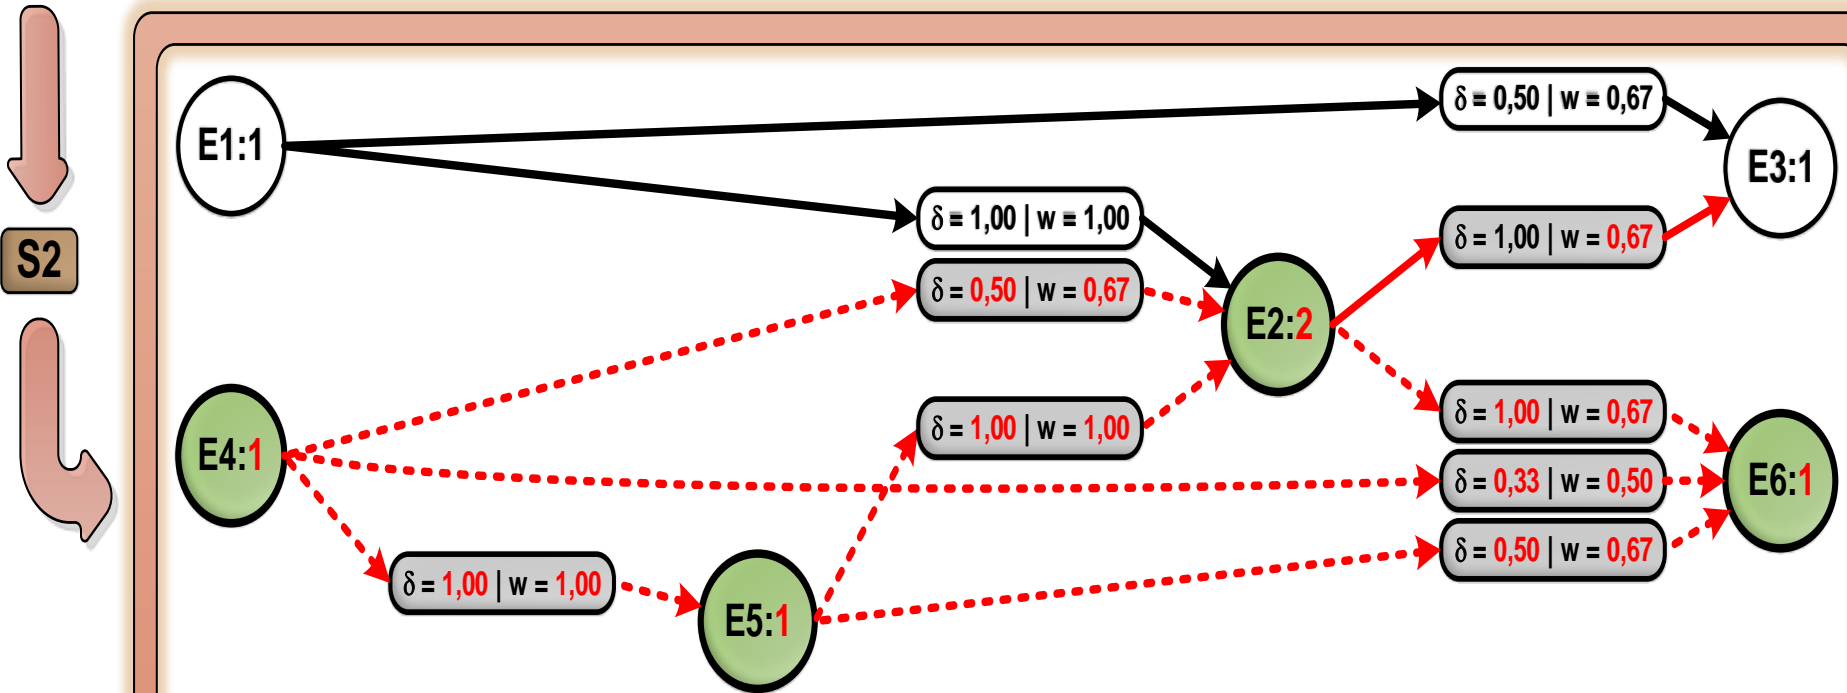 δ = 0,50 | w = 0,67
E1:1
E3:1
δ = 1,00 | w = 1,00
δ = 1,00 | w = 0,67
S2
δ = 0,50 | w = 0,67
E2:2
δ = 1,00 | w = 0,67
δ = 1,00 | w = 1,00
E4:1
δ = 0,33 | w = 0,50
E6:1
δ = 0,50 | w = 0,67
δ = 1,00 | w = 1,00
E5:1